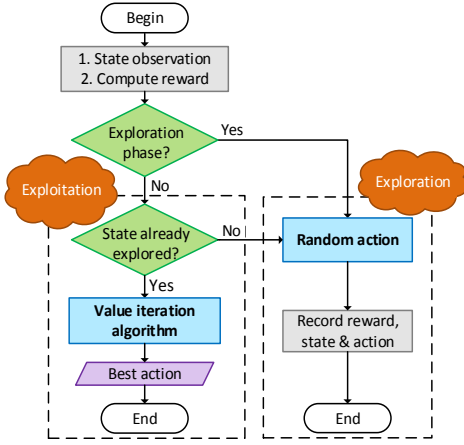 Begin
1. State observation
2. Compute reward
Exploration
phase?
Yes
No
Exploitation
Exploration
State already
explored?
No
Random action
Yes
Value iteration
algorithm
Record reward,
state & action
Best action
End
End